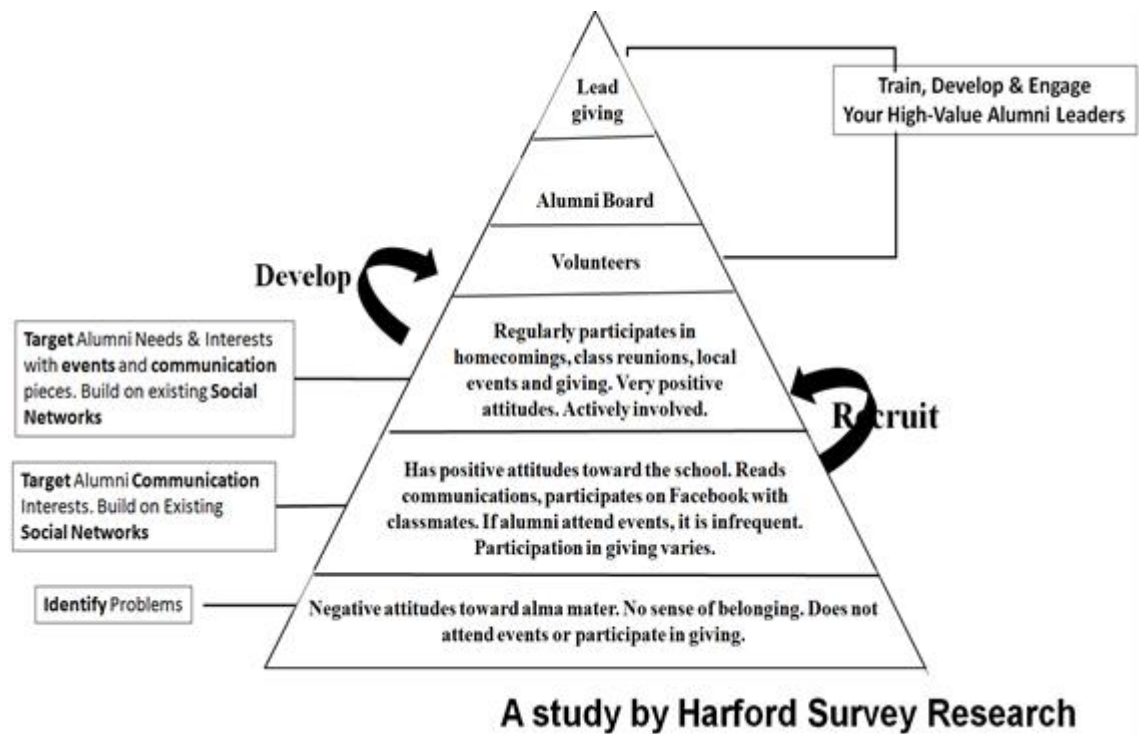 Lead
giving
Train, Develop & Engage
Your High-Value Alumni Leaders
Alumni Board
Volunteers
Develop
Target Alumni Needs & Interests
with events and communication
pieces. Build on existing Social
Networks
Regularly participates in
homecomings, class reunions, local
events and giving. Very positive
attitudes. Actively involved.
Recruit
Target Alumni Communication
Interests. Build on Existing
Social Networks
Has positive attitudes toward the school. Reads
communications, participates on Facebook with
classmates. If alumni attend events, it is infrequent.
Participation in giving varies.
Identify Problems
Negative attitudes toward alma mater. No sense of belonging. Does not
attend events or participate in giving.
A study by Harford Survey Research